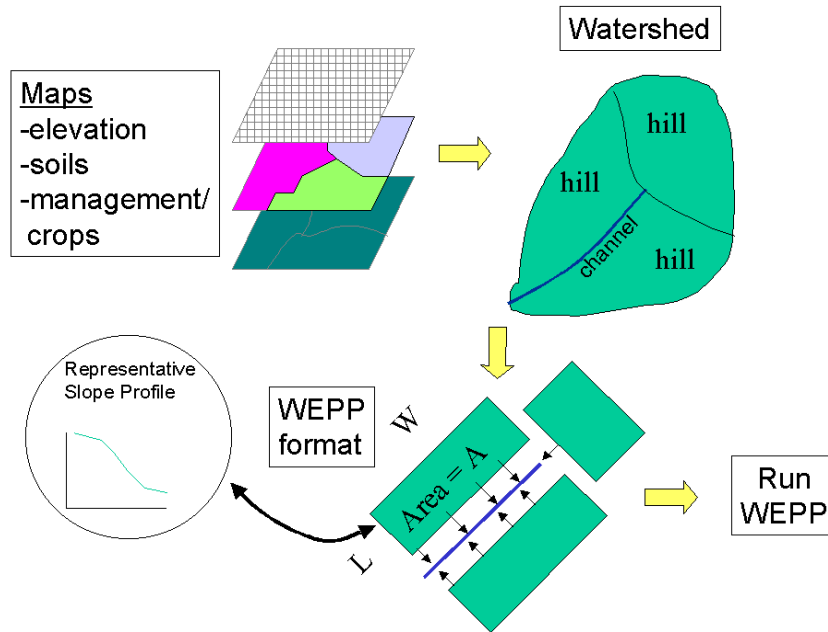 Maps
-elevation
-soils
-management/
crops
Watershed
hill
hill
hill
channel
Representative
Slope Profile
WEPP
format
W
Area = A
L
Run
WEPP